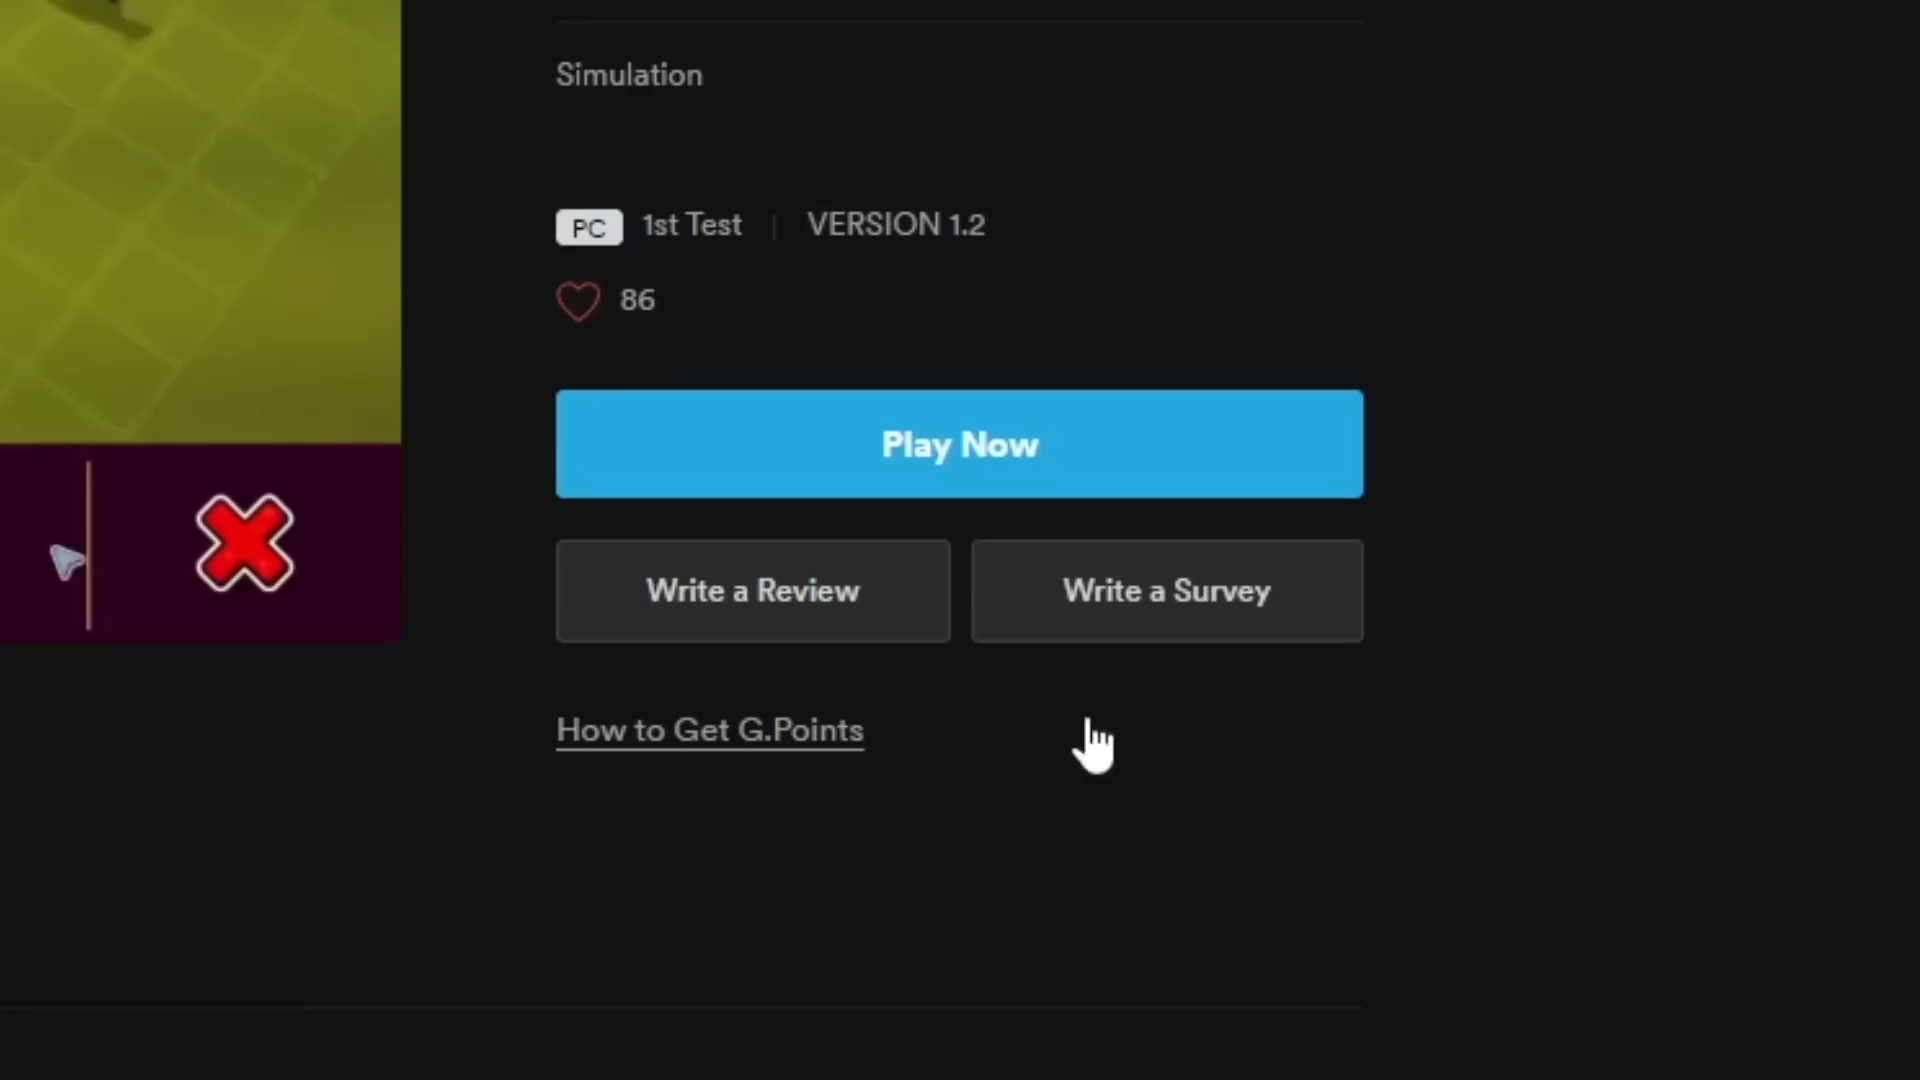 Simulation
PC 1st Test | VERSION 1.2
86
Play Now
Write a Review Write a Survey
How to Get G.Points